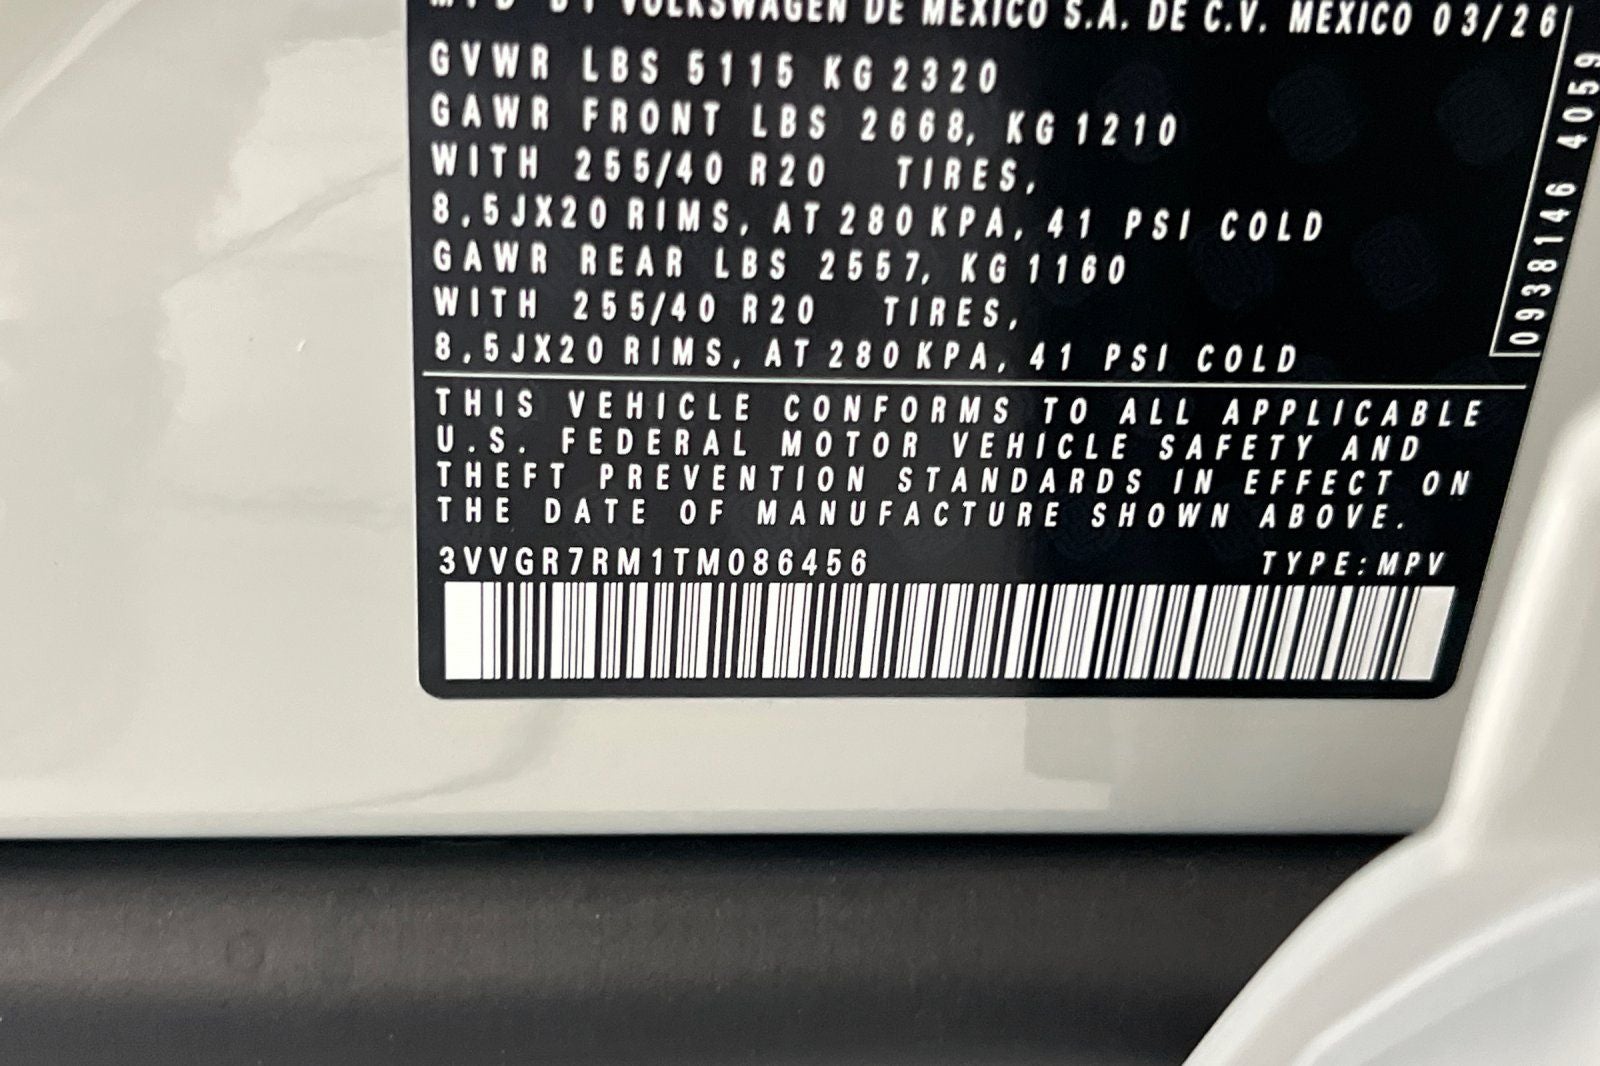 MFD BY VOLKSWAGEN DE MEXICO S.A. DE C.V. MEXICO 03/26
GVWR LBS 5115 KG 2320
GAWR FRONT LBS 2668, KG 1210
WITH 255/40 R20 TIRES,
8,5JX20 RIMS, AT 280 KPA, 41 PSI COLD
GAWR REAR LBS 2557, KG 1160
WITH 255/40 R20 TIRES,
8,5JX20 RIMS, AT 280 KPA, 41 PSI COLD
THIS VEHICLE CONFORMS TO ALL APPLICABLE
U.S. FEDERAL MOTOR VEHICLE SAFETY AND
THEFT PREVENTION STANDARDS IN EFFECT ON
THE DATE OF MANUFACTURE SHOWN ABOVE.
3VVGR7RM1TM086456 TYPE:MPV
0938146 4059